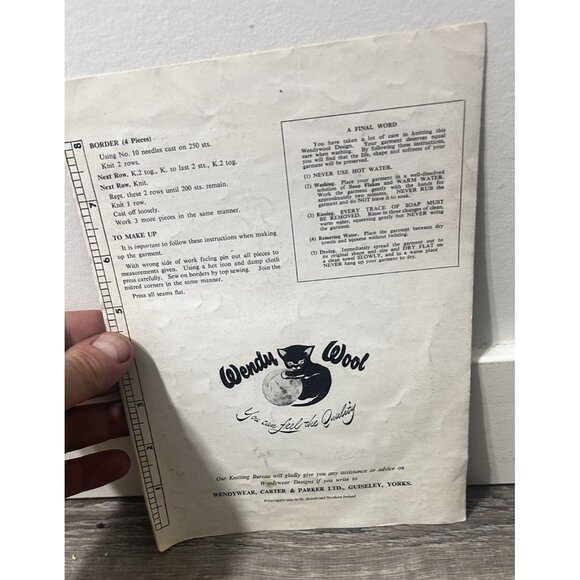 BORDER (4 Pieces)
Using No. 10 needles cast on 250 sts.
Knit 2 rows.
Next Row. K.2 tog., K. to last 2 sts., K.2 tog.
Next Row. Knit.
Rept. these 2 rows until 200 sts. remain.
Knit 1 row.
Cast off loosely.
Work 3 more pieces in the same manner.
TO MAKE UP
It is important to follow these instructions when making
up the garment.
With wrong side of work facing pin out all pieces to
measurements given. Using a hot iron and damp cloth
press carefully. Sew on borders by top sewing. Join the
mitred corners in the same manner.
Press all seams flat.
8
7
6
5
2
A FINAL WORD
You have taken a lot of care in knitting this
Wendywool Design. Your garment deserves equal
care when washing. By following these instructions,
you will find that the life, shape and softness of your
garment will be preserved.
(1) NEVER USE HOT WATER.
(2) Washing. Place your garment in a well-dissolved
solution of Soap Flakes and WARM WATER.
Work the garment gently with the hands for
approximately two minutes, NEVER RUB the
garment and do NOT leave it to soak.
(3) Rinsing. EVERY TRACE OF SOAP MUST
BE REMOVED. Rinse in three changes of clean,
warm water, squeezing gently but NEVER wring
the garment.
(4) Removing Water. Place the garment between dry
towels and squeeze without twisting.
(5) Drying. Immediately spread the garment out to
its original shape and size and DRY FLAT on
a clean towel SLOWLY, and in a warm place
NEVER hang up your garment to dry.
Wendy Wool
You can feel the Quality
Our Knitting Bureau will gladly give you any assistance or advice on
Wendywear Designs if you write to
WENDYWEAR, CARTER & PARKER LTD., GUISELEY, YORKS.
Prices apply only to Gt. Britain and Northern Ireland